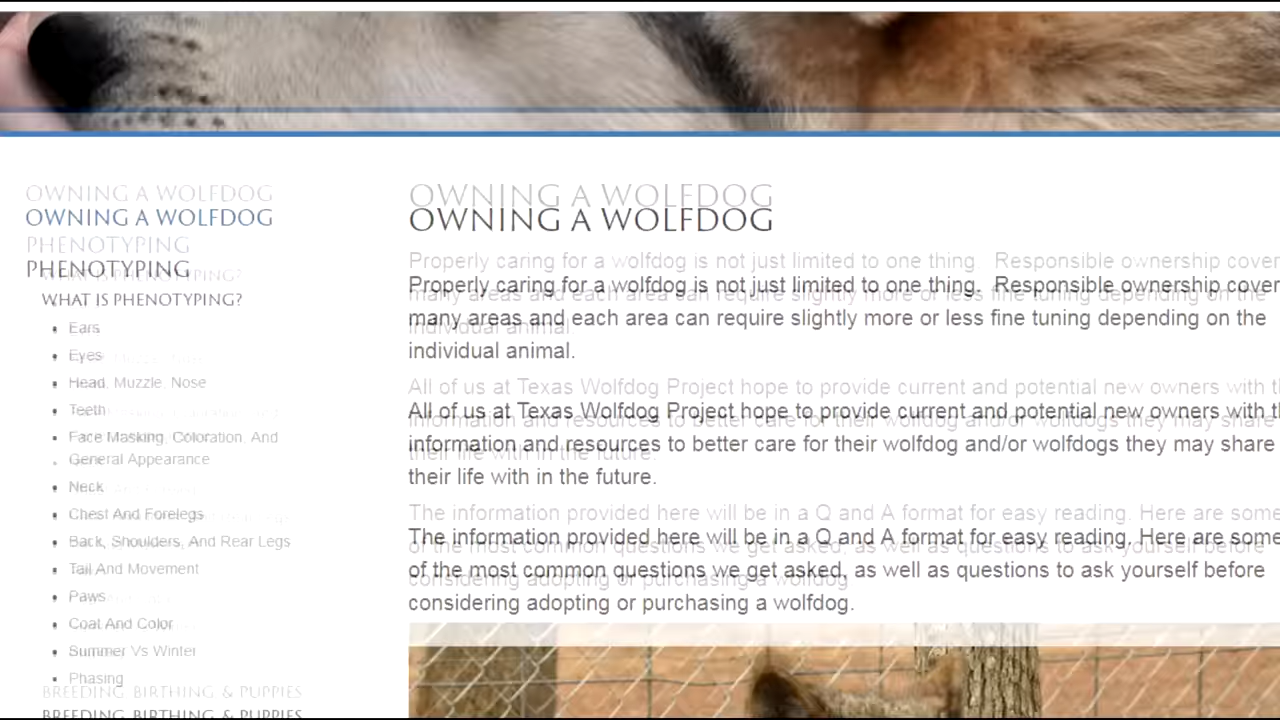 OWNING A WOLFDOG
PHENOTYPING
WHAT IS PHENOTYPING?
Ears
Eyes
Head, Muzzle, Nose
Teeth
Face Masking, Coloration, And
General Appearance
Neck
Chest And Forelegs
Back, Shoulders, And Rear Legs
Tail And Movement
Paws
Coat And Color
Summer Vs Winter
Phasing
BREEDING, BIRTHING & PUPPIES
OWNING A WOLFDOG
Properly caring for a wolfdog is not just limited to one thing.  Responsible ownership cover
many areas and each area can require slightly more or less fine tuning depending on the
individual animal.
All of us at Texas Wolfdog Project hope to provide current and potential new owners with th
information and resources to better care for their wolfdog and/or wolfdogs they may share
their life with in the future.
The information provided here will be in a Q and A format for easy reading. Here are some
of the most common questions we get asked, as well as questions to ask yourself before
considering adopting or purchasing a wolfdog.